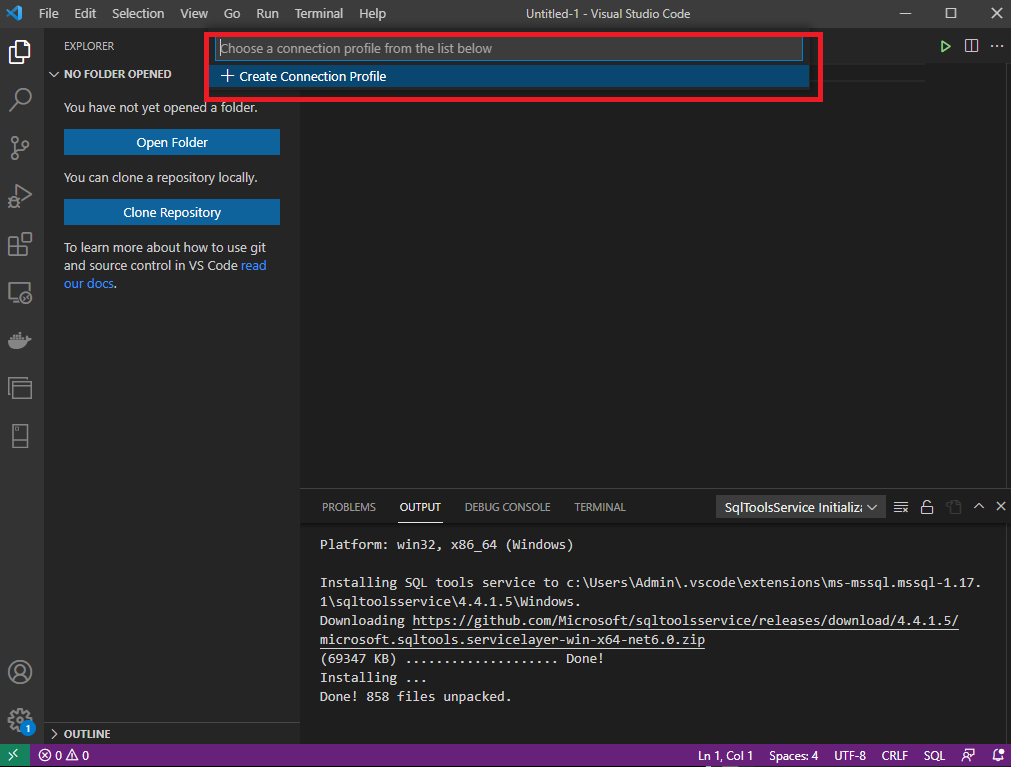 File Edit Selection View Go Run Terminal Help Untitled-1 - Visual Studio Code
EXPLORER
NO FOLDER OPENED
You have not yet opened a folder.
Open Folder
You can clone a repository locally.
Clone Repository
To learn more about how to use git
and source control in VS Code read
our docs.
Choose a connection profile from the list below
+ Create Connection Profile
PROBLEMS OUTPUT DEBUG CONSOLE TERMINAL SqlToolsService Initializa
Platform: win32, x86_64 (Windows)
Installing SQL tools service to c:\Users\Admin\.vscode\extensions\ms-mssql.mssql-1.17.
1\sqltoolsservice\4.4.1.5\Windows.
Downloading https://github.com/Microsoft/sqltoolsservice/releases/download/4.4.1.5/
microsoft.sqltools.servicelayer-win-x64-net6.0.zip
(69347 KB) .................... Done!
Installing ...
Done! 858 files unpacked.
1
OUTLINE
0 0 Ln 1, Col 1 Spaces: 4 UTF-8 CRLF SQL